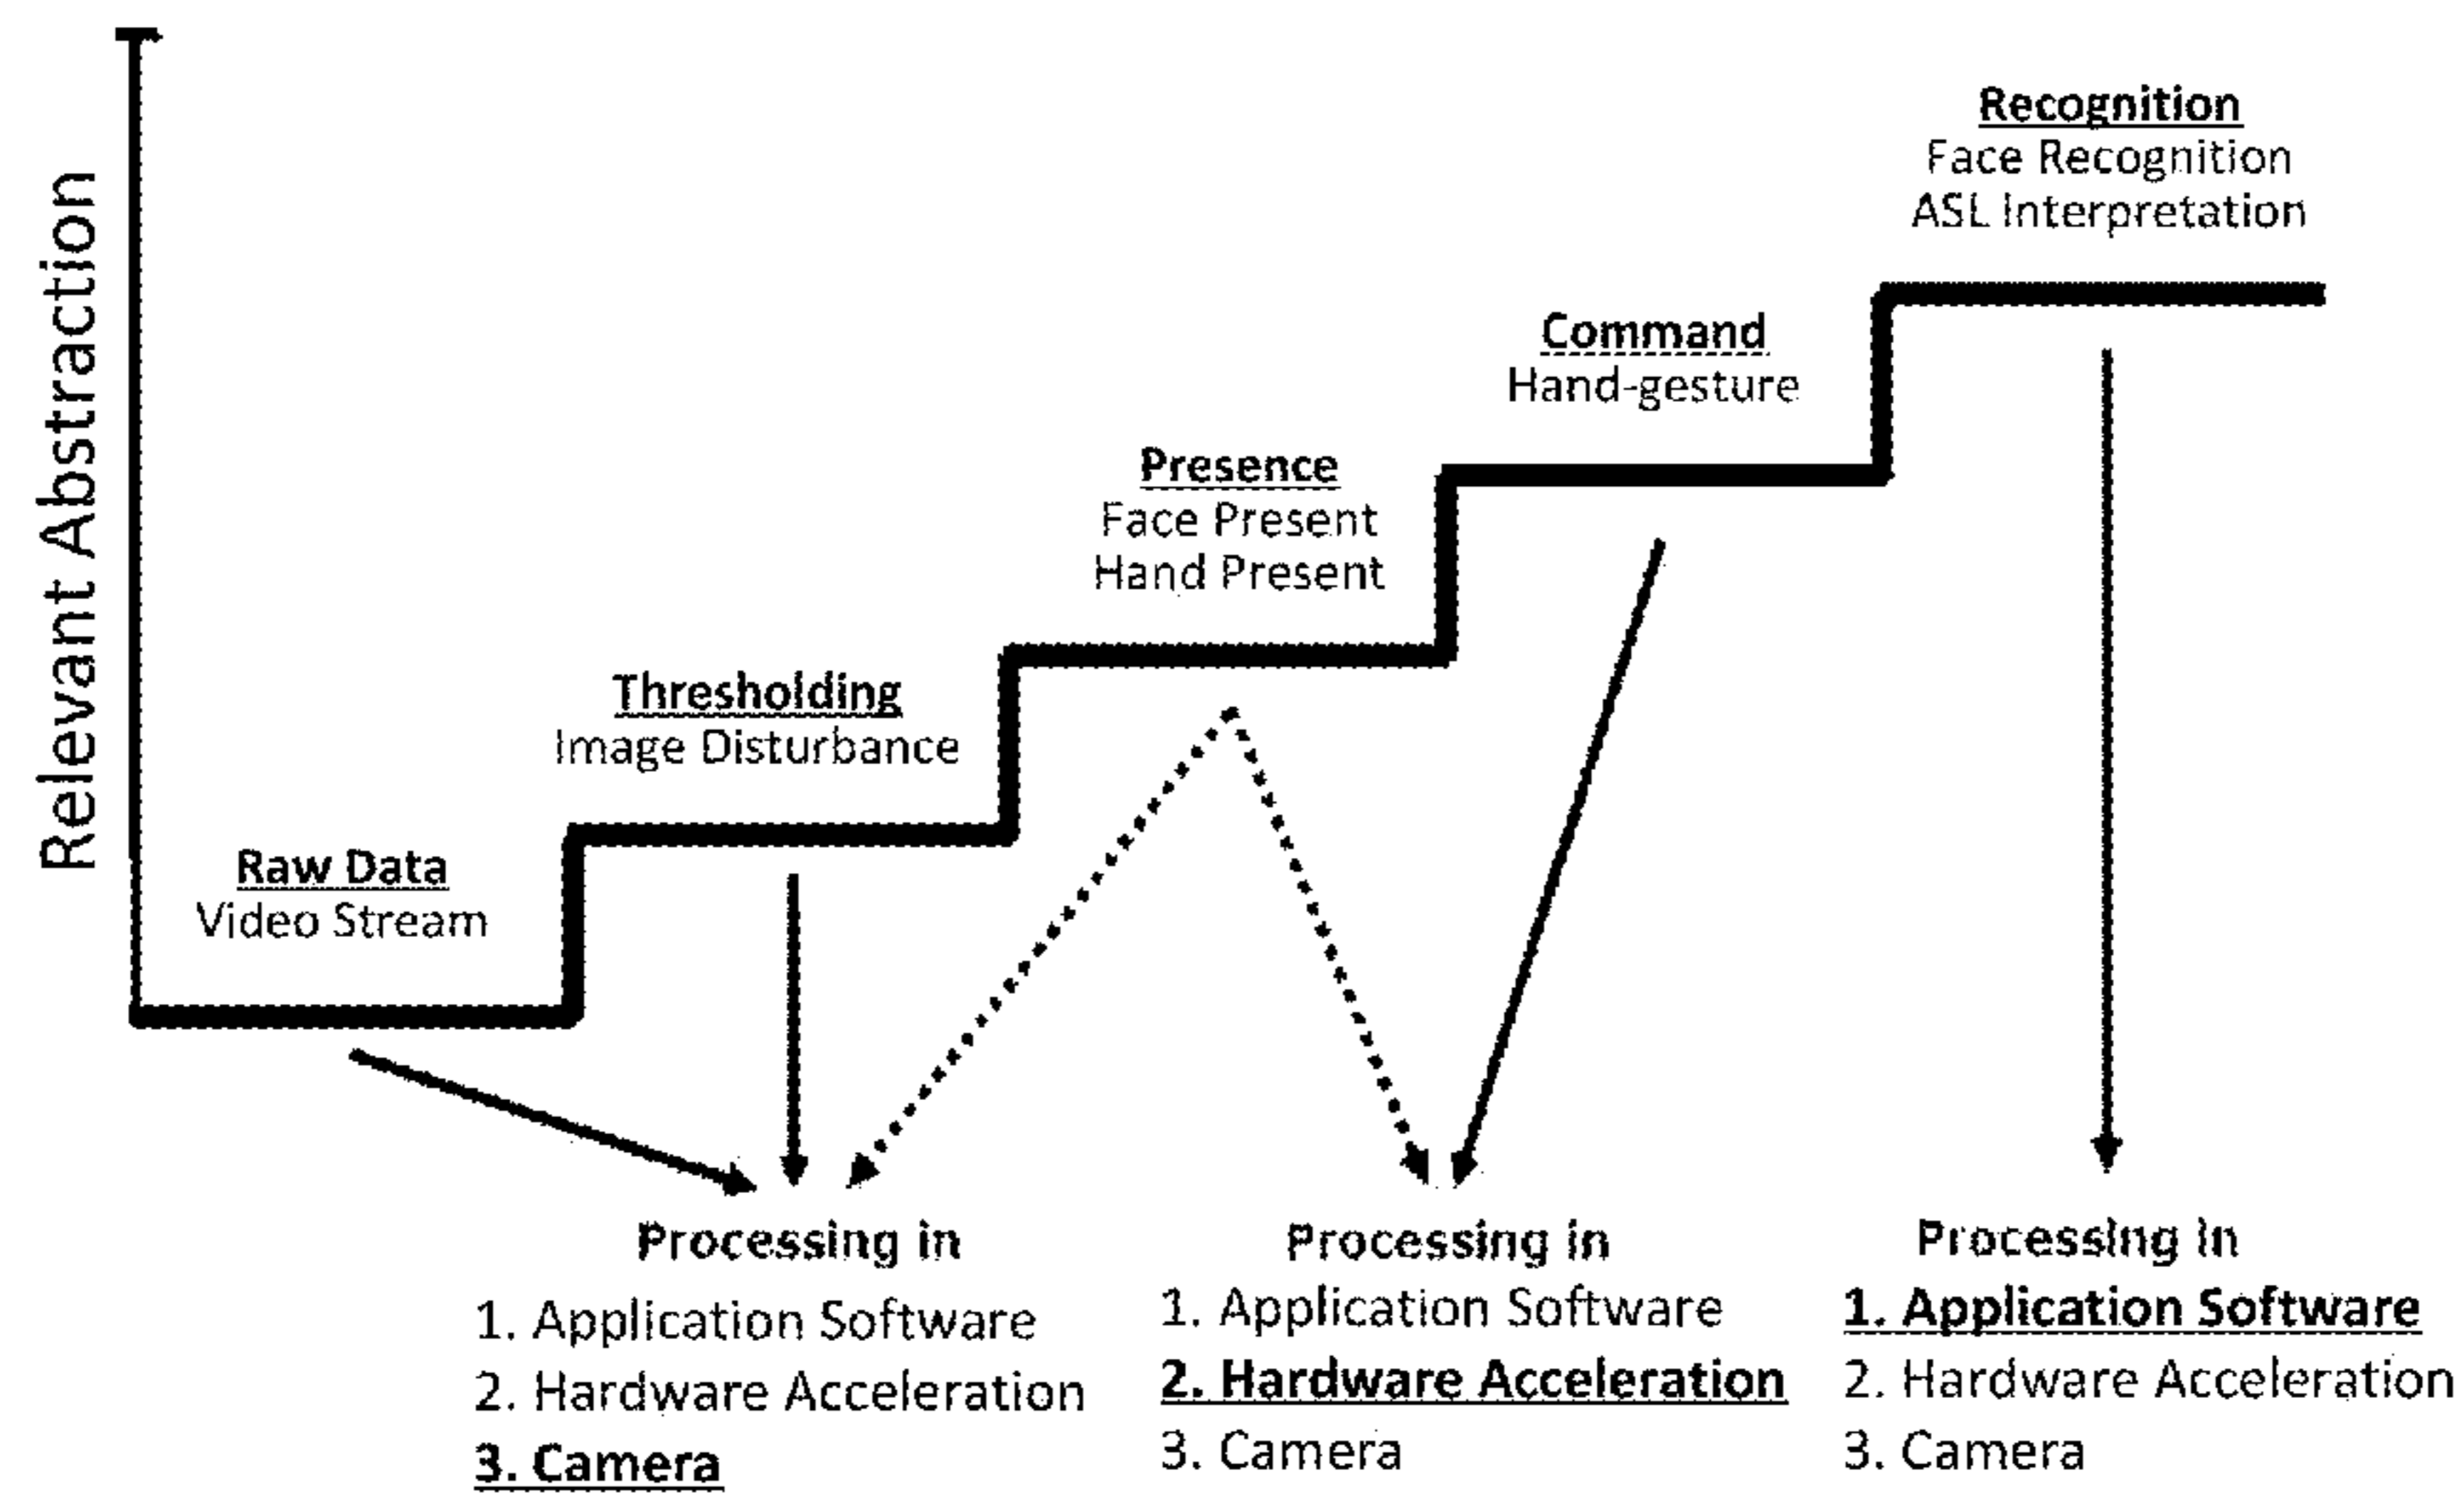 Relevant Abstraction
Recognition
Face Recognition
ASL Interpretation
Command
Hand-gesture
Presence
Face Present
Hand Present
Thresholding
Image Disturbance
Raw Data
Video Stream
Processing in
1. Application Software
2. Hardware Acceleration
3. Camera
Processing in
1. Application Software
2. Hardware Acceleration
3. Camera
Processing in
1. Application Software
2. Hardware Acceleration
3. Camera